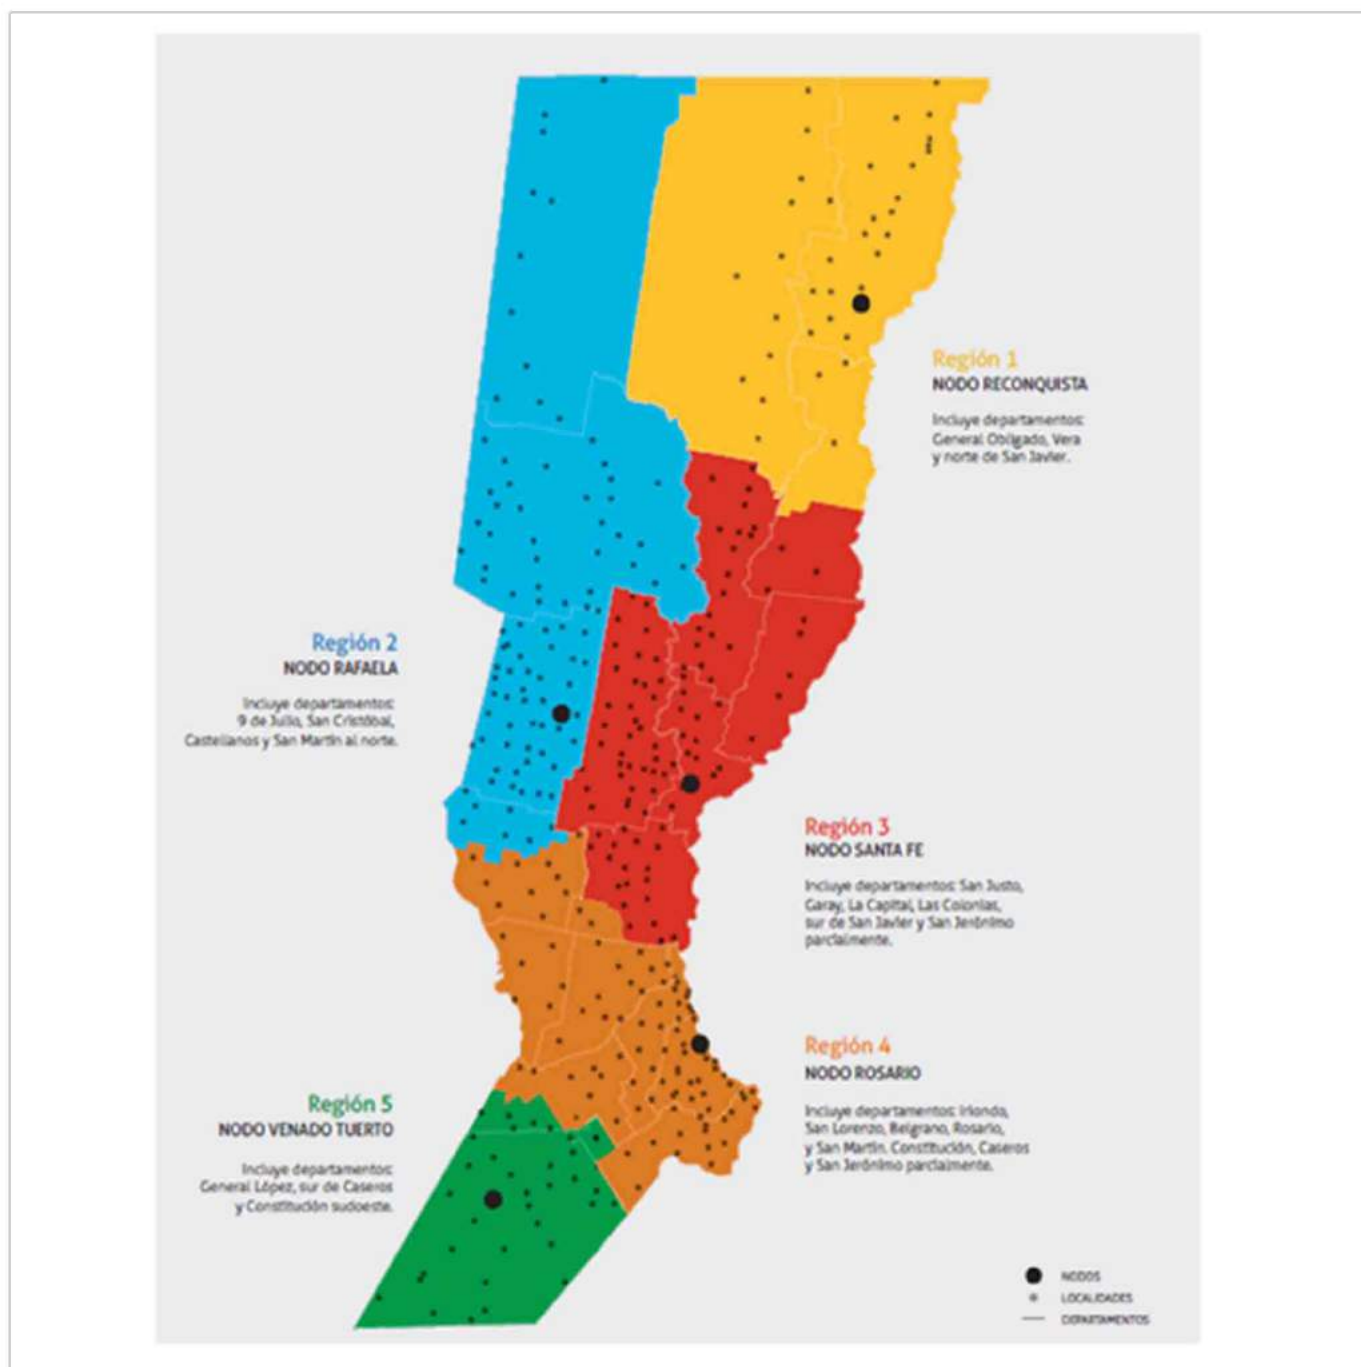 Región 1
NODO RECONQUISTA
Incluye departamentos:
General Obligado, Vera
y norte de San Javier.
Región 2
NODO RAFAELA
Incluye departamentos:
9 de Julio, San Cristóbal,
Castellanos y San Martín al norte.
Región 3
NODO SANTA FE
Incluye departamentos: San Justo,
Garay, La Capital, Las Colonias,
sur de San Javier y San Jerónimo
parcialmente.
Región 4
NODO ROSARIO
Incluye departamentos: Iriondo,
San Lorenzo, Belgrano, Rosario,
y San Martín. Constitución, Caseros
y San Jerónimo parcialmente.
Región 5
NODO VENADO TUERTO
Incluye departamentos:
General López, sur de Caseros
y Constitución sudoeste.
NODOS
LOCALIDADES
DEPARTAMENTOS